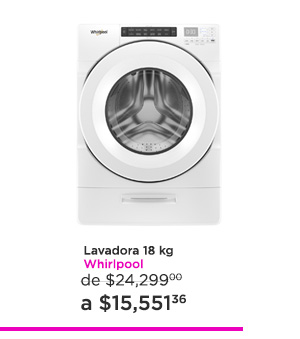 Whirlpool
Lavadora 18 kg
Whirlpool
de $24,299⁰⁰
a $15,551³⁶